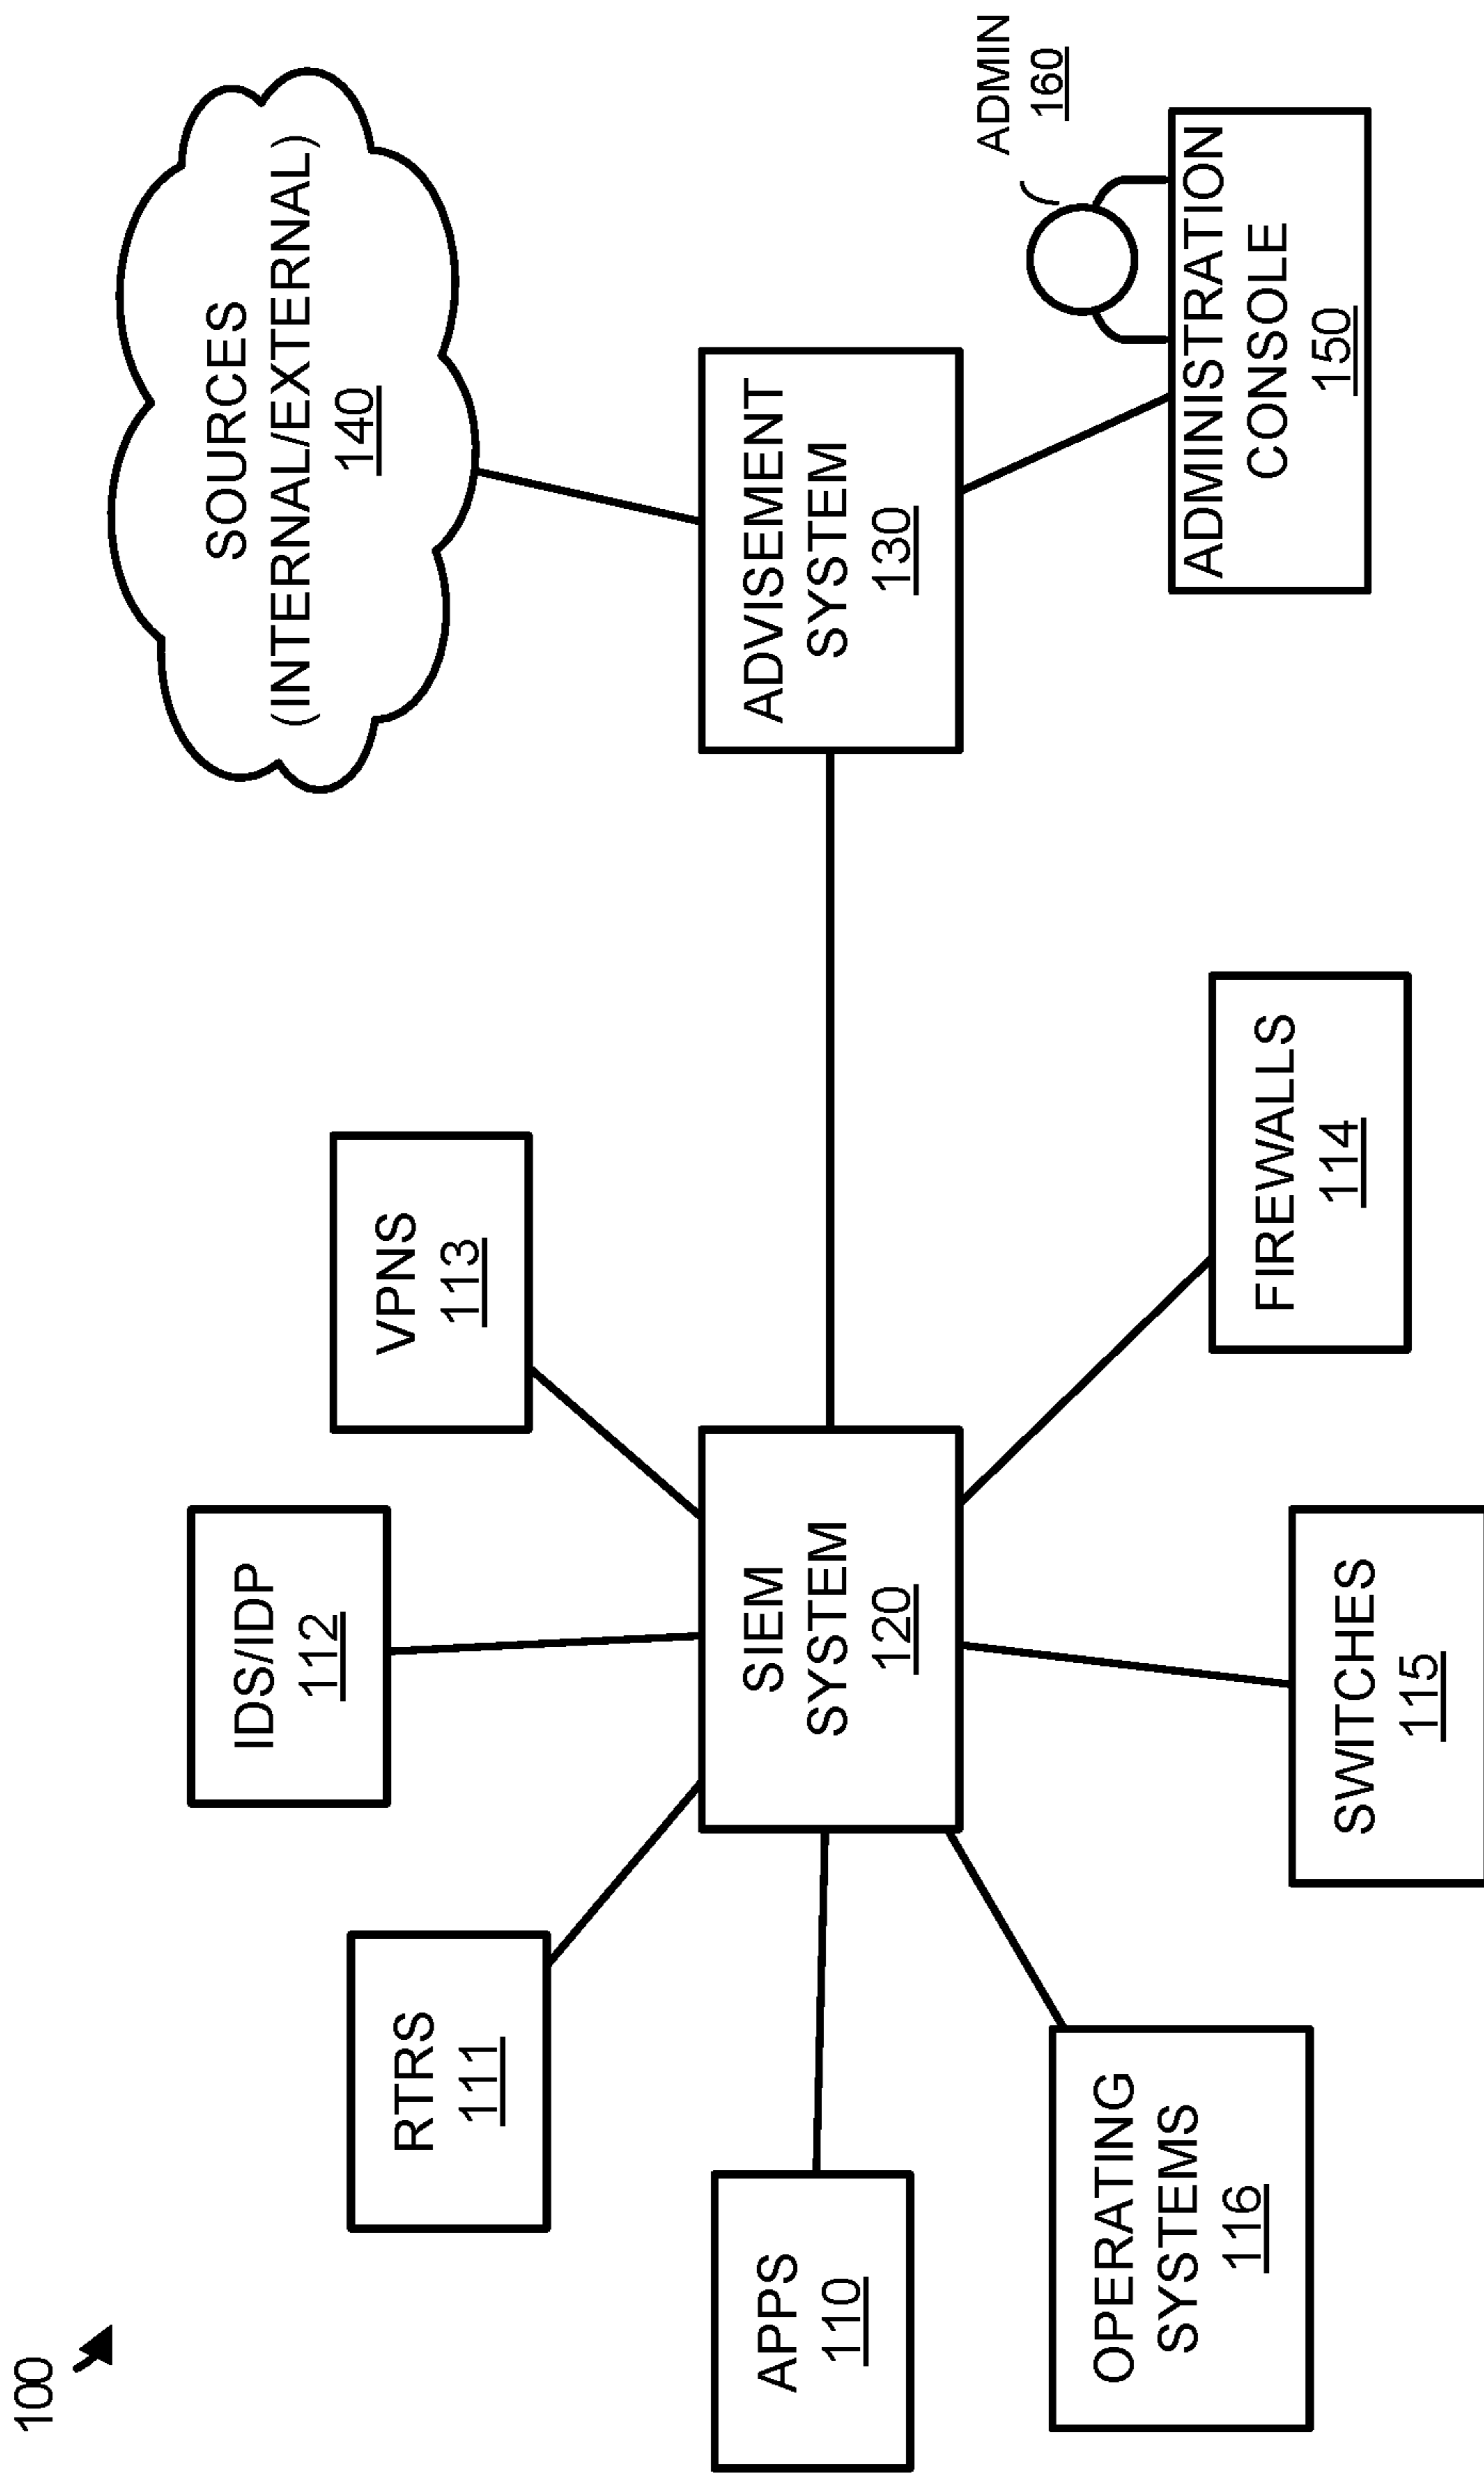 100
RTRS
111
IDS/IDP
112
VPNS
113
SOURCES
(INTERNAL/EXTERNAL)
140
APPS
110
SIEM
SYSTEM
120
ADVISEMENT
SYSTEM
130
ADMIN
160
OPERATING
SYSTEMS
116
SWITCHES
115
FIREWALLS
114
ADMINISTRATION
CONSOLE
150